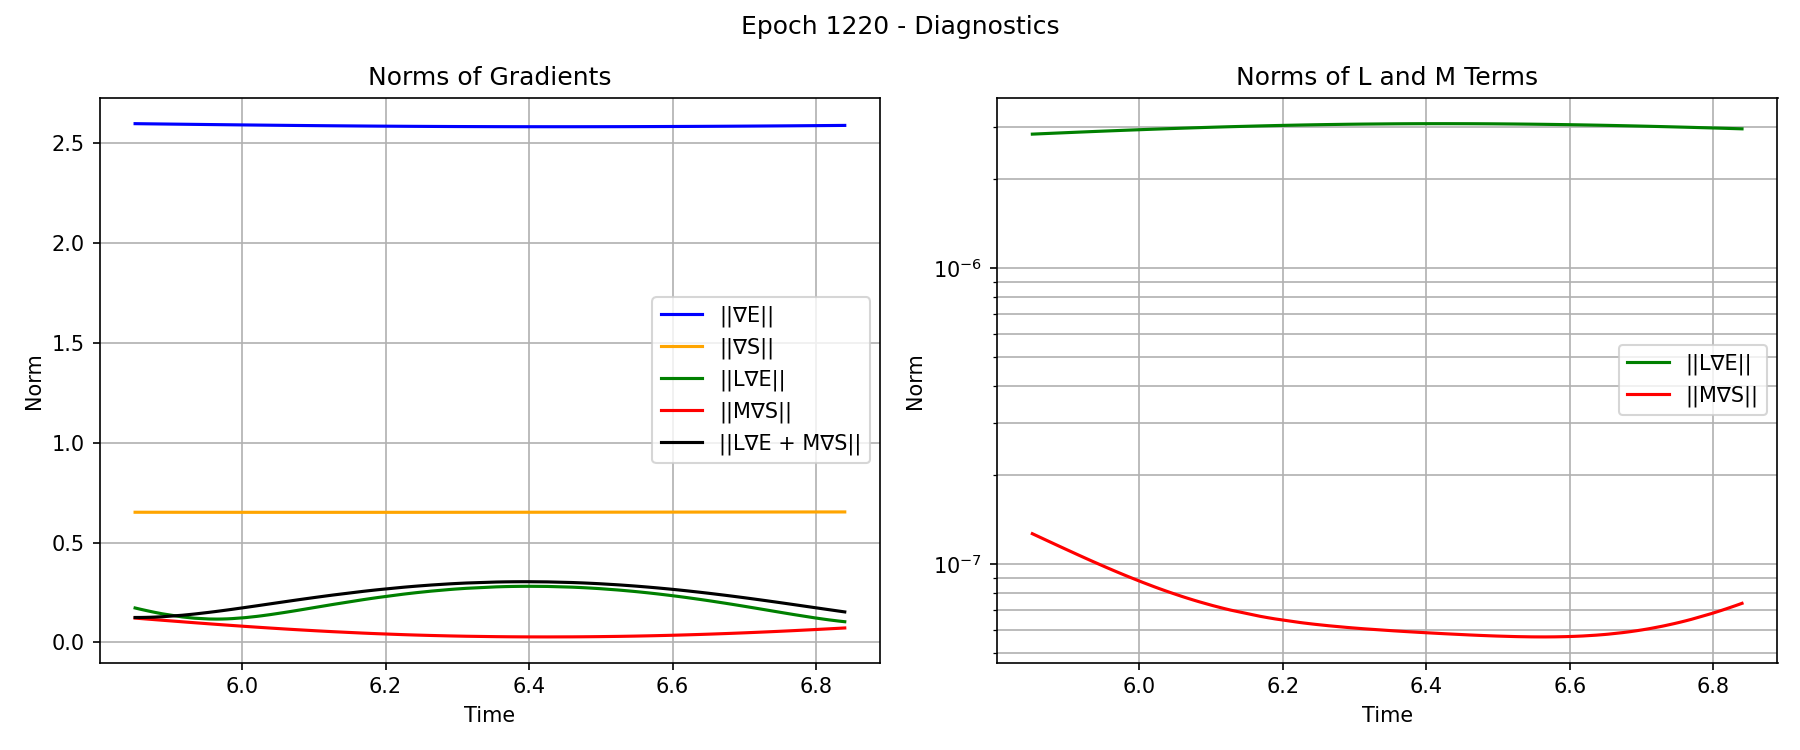 Epoch 1220 - Diagnostics
Norms of Gradients
Norm
2.5
2.0
1.5
1.0
0.5
0.0
||∇E||
||∇S||
||L∇E||
||M∇S||
||L∇E + M∇S||
6.0 6.2 6.4 6.6 6.8
Time
Norms of L and M Terms
Norm
10⁻⁶
10⁻⁷
||L∇E||
||M∇S||
6.0 6.2 6.4 6.6 6.8
Time